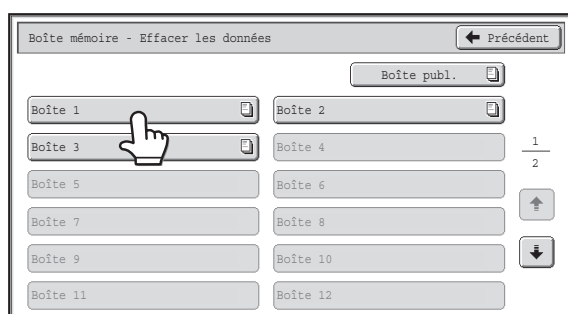 Boîte mémoire - Effacer les données
Précédent
Boîte publ.
Boîte 1
Boîte 2
Boîte 3
Boîte 4
1
2
Boîte 5
Boîte 6
Boîte 7
Boîte 8
Boîte 9
Boîte 10
Boîte 11
Boîte 12